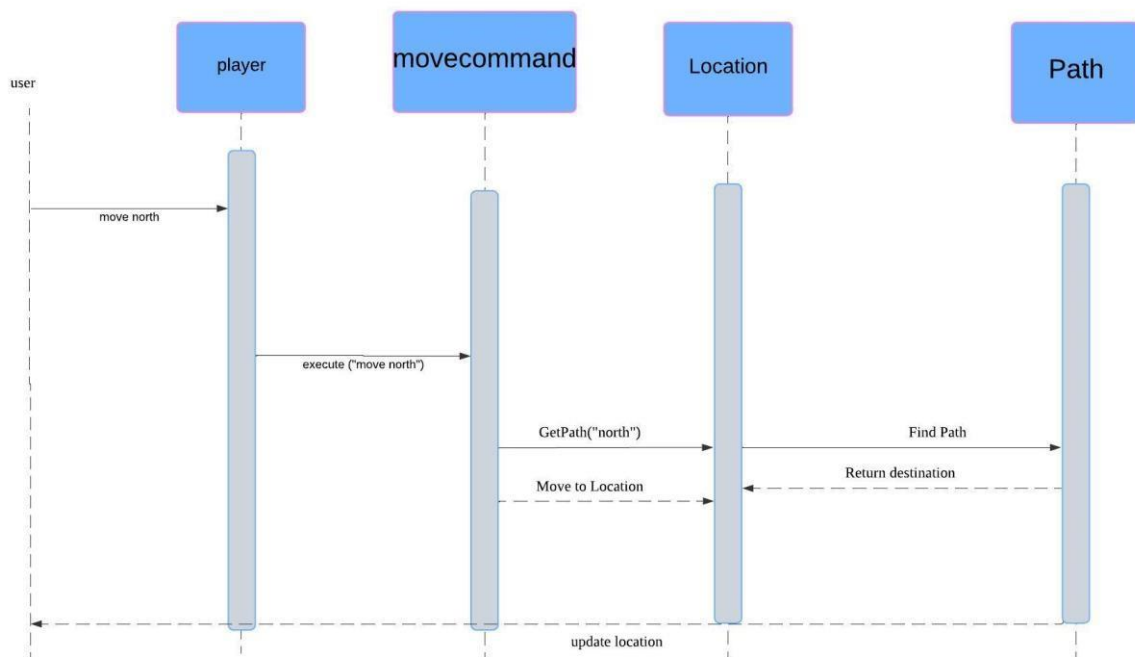 user
player
movecommand
Location
Path
move north
execute ("move north")
GetPath("north")
Find Path
Move to Location
Return destination
update location